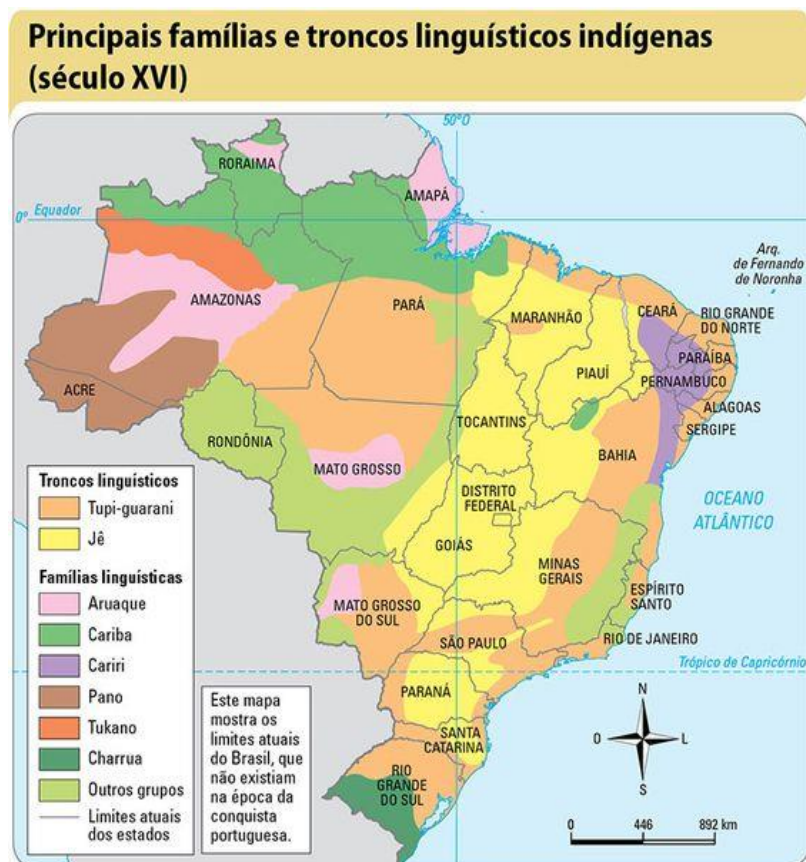 Principais famílias e troncos linguísticos indígenas
(século XVI)
50°O
RORAIMA
AMAPÁ
0° Equador
Arq.
de Fernando
de Noronha
AMAZONAS
PARÁ
MARANHÃO
CEARÁ
RIO GRANDE
DO NORTE
PARAÍBA
PIAUÍ
PERNAMBUCO
ACRE
ALAGOAS
TOCANTINS
SERGIPE
RONDÔNIA
BAHIA
MATO GROSSO
DISTRITO
FEDERAL
OCEANO
ATLÂNTICO
GOIÁS
MINAS
GERAIS
ESPÍRITO
SANTO
MATO GROSSO
DO SUL
SÃO PAULO
RIO DE JANEIRO
Trópico de Capricórnio
PARANÁ
SANTA
CATARINA
RIO
GRANDE
DO SUL
Troncos linguísticos
Tupi-guarani
Jê
Famílias linguísticas
Aruaque
Cariba
Cariri
Pano
Tukano
Charrua
Outros grupos
Limites atuais
dos estados
Este mapa
mostra os
limites atuais
do Brasil, que
não existiam
na época da
conquista
portuguesa.
N
O
L
S
0 446 892 km